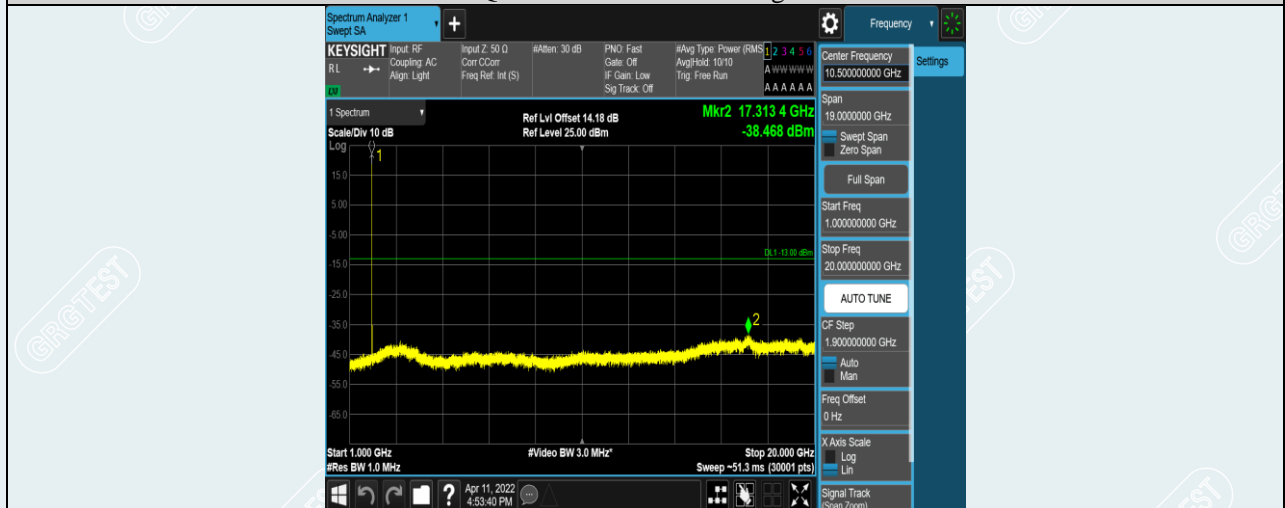 Spectrum Analyzer 1
Swept SA
+
Frequency
KEYSIGHT
RL
LXI
Input: RF
Coupling: AC
Align: Light
Input Z: 50 Ω
Corr CCorr
Freq Ref: Int (S)
#Atten: 30 dB
PNO: Fast
Gate: Off
IF Gain: Low
Sig Track: Off
#Avg Type: Power (RMS
Avg|Hold: 10/10
Trig: Free Run
1 2 3 4 5 6
A W W W W W
A A A A A A
Center Frequency
10.500000000 GHz
Settings
1 Spectrum
Scale/Div 10 dB
Log
Ref Lvl Offset 14.18 dB
Ref Level 25.00 dBm
Mkr2 17.313 4 GHz
-38.468 dBm
1
15.0
5.00
-5.00
DL1 -13.00 dBm
-15.0
-25.0
-35.0
2
-45.0
-55.0
-65.0
Start 1.000 GHz
#Res BW 1.0 MHz
#Video BW 3.0 MHz*
Stop 20.000 GHz
Sweep ~51.3 ms (30001 pts)
Span
19.0000000 GHz
Swept Span
Zero Span
Full Span
Start Freq
1.000000000 GHz
Stop Freq
20.000000000 GHz
AUTO TUNE
CF Step
1.900000000 GHz
Auto
Man
Freq Offset
0 Hz
X Axis Scale
Log
Lin
Signal Track
(Span Zoom)
?
Apr 11, 2022
4:53:40 PM
GRGTEST
GRGTEST